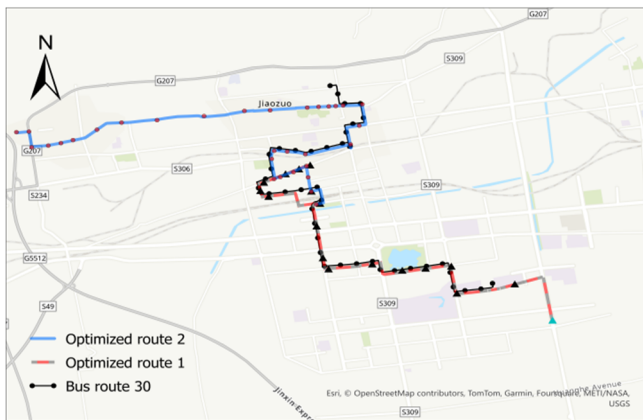 G207
N
S309
G207
Jiaozuo
G207
S306
S309
S234
G5512
S49
S309
Optimized route 2
Optimized route 1
Bus route 30
Esri, © OpenStreetMap contributors, TomTom, Garmin, Foursquare, METI/NASA,
USGS
S309